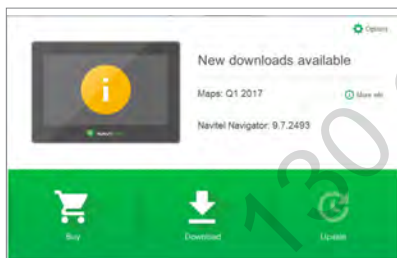 Options
New downloads available
Maps: Q1 2017
More info
Navitel Navigator: 9.7.2493
Buy
Download
Update
130